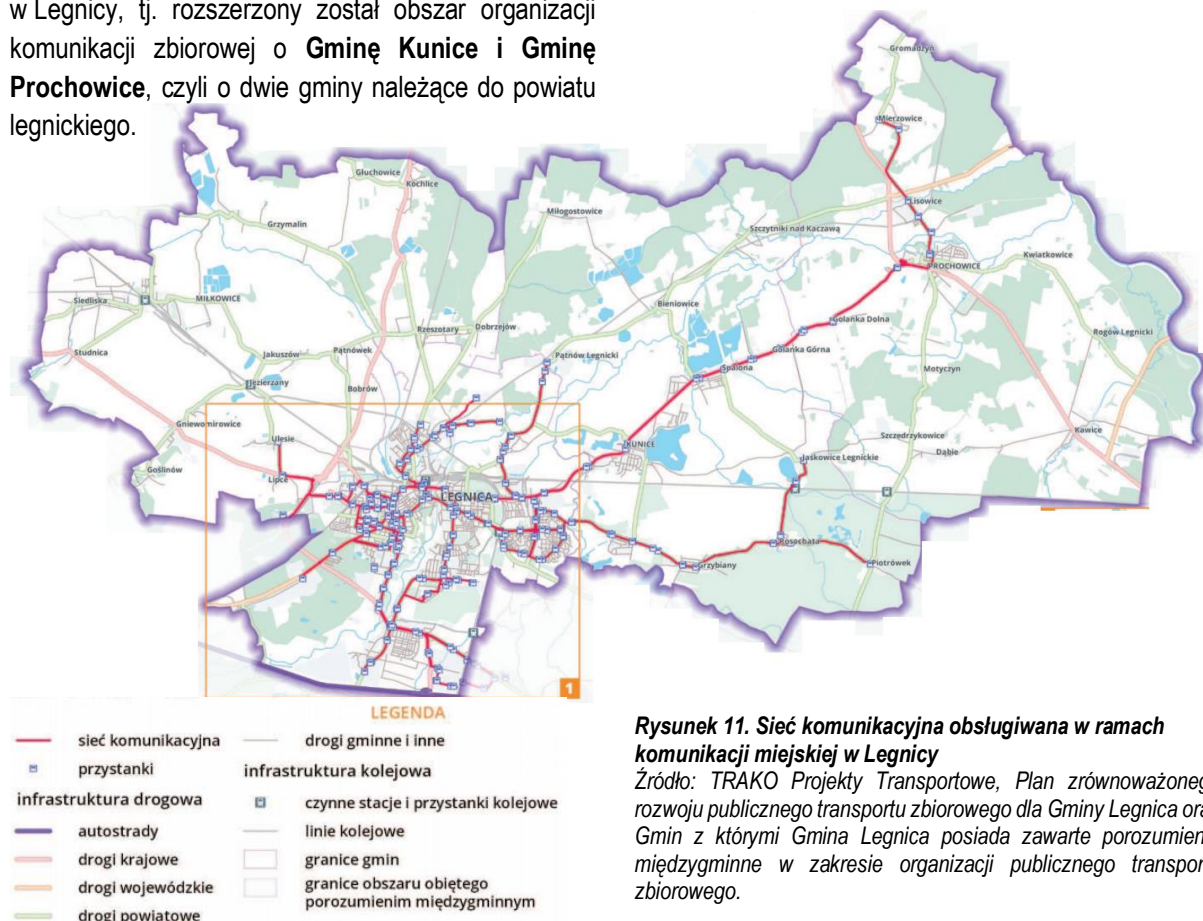 w Legnicy, tj. rozszerzony został obszar organizacji
komunikacji zbiorowej o Gminę Kunice i Gminę
Prochowice, czyli o dwie gminy należące do powiatu
legnickiego.
Gromadzyń
Mierzowice
Głuchowice
Kochlice
Lisowice
Miłogostowice
Grzymalin
Szczytniki nad Kaczawą
Kwiatkowice
PROCHOWICE
Siedliska
MIŁKOWICE
Bieniowice
Golanka Dolna
Rzeszotary
Dobrzejów
Rogów Legnicki
Studnica
Jakuszów
Pątnówek
Pątnów Legnicki
Golanka Górna
Spalona
Motyczyn
Jezierzany
Bobrów
Gniewomirowice
Kawice
Ulesie
KUNICE
Szczedrzykowice
Dąbie
Goślinów
Lipce
Jaśkowice Legnickie
LEGNICA
Rosochata
Grzybiany
Piotrówek
1
LEGENDA
sieć komunikacyjna
przystanki
infrastruktura drogowa
autostrady
drogi krajowe
drogi wojewódzkie
drogi powiatowe
drogi gminne i inne
infrastruktura kolejowa
czynne stacje i przystanki kolejowe
linie kolejowe
granice gmin
granice obszaru objętego
porozumienim międzygminnym
Rysunek 11. Sieć komunikacyjna obsługiwana w ramach
komunikacji miejskiej w Legnicy
Źródło: TRAKO Projekty Transportowe, Plan zrównoważoneg
rozwoju publicznego transportu zbiorowego dla Gminy Legnica ora
Gmin z którymi Gmina Legnica posiada zawarte porozumien
międzygminne w zakresie organizacji publicznego transpor
zbiorowego.